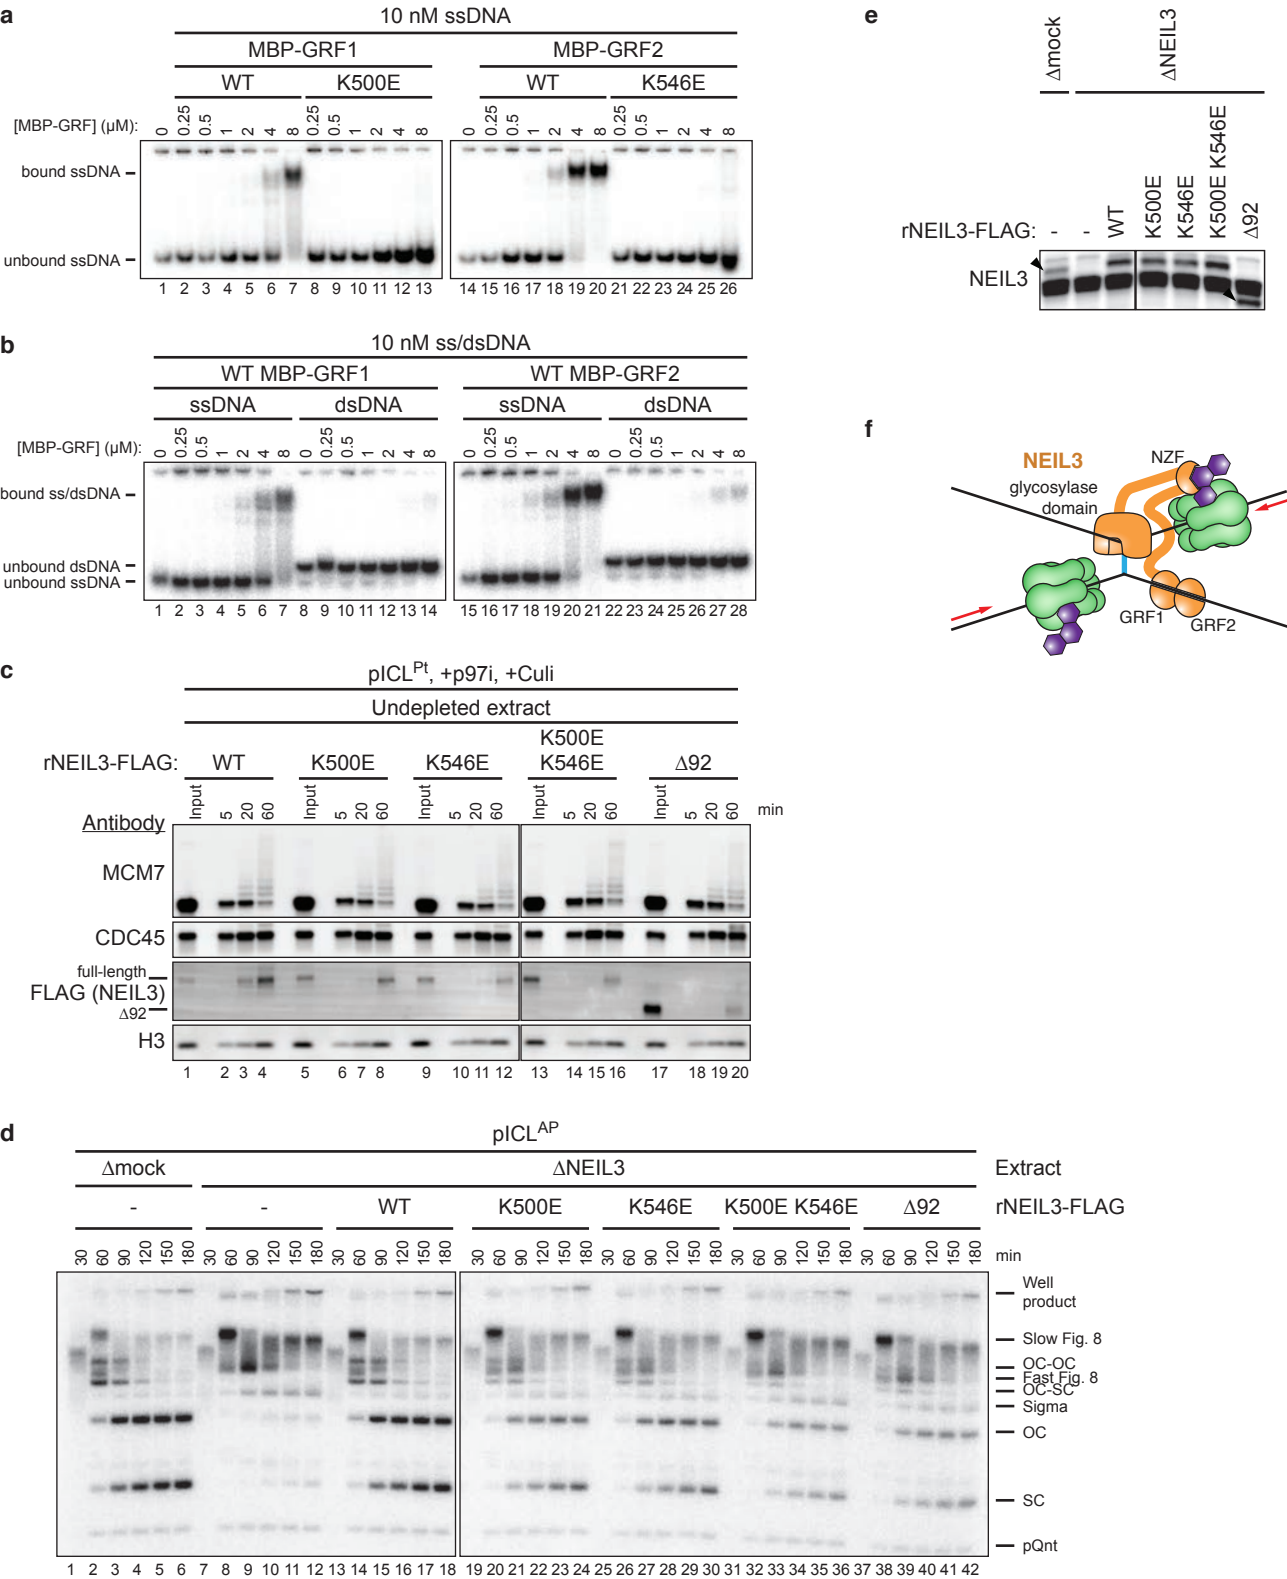 a
10 nM ssDNA
MBP-GRF1 MBP-GRF2
WT K500E WT K546E
[MBP-GRF] (µM): 0 0.25 0.5 1 2 4 8 0.25 0.5 1 2 4 8 0 0.25 0.5 1 2 4 8 0.25 0.5 1 2 4 8
bound ssDNA
unbound ssDNA
1 2 3 4 5 6 7 8 9 10 11 12 13 14 15 16 17 18 19 20 21 22 23 24 25 26
b
10 nM ss/dsDNA
WT MBP-GRF1 WT MBP-GRF2
ssDNA dsDNA ssDNA dsDNA
[MBP-GRF] (µM): 0 0.25 0.5 1 2 4 8 0 0.25 0.5 1 2 4 8 0 0.25 0.5 1 2 4 8 0 0.25 0.5 1 2 4 8
bound ss/dsDNA
unbound dsDNA
unbound ssDNA
1 2 3 4 5 6 7 8 9 10 11 12 13 14 15 16 17 18 19 20 21 22 23 24 25 26 27 28
c
pICLPt, +p97i, +Culi
Undepleted extract
rNEIL3-FLAG: WT K500E K546E K500E K546E Δ92
Input 5 20 60 Input 5 20 60 Input 5 20 60 Input 5 20 60 Input 5 20 60 min
Antibody
MCM7
CDC45
full-length
FLAG (NEIL3)
Δ92
H3
1 2 3 4 5 6 7 8 9 10 11 12 13 14 15 16 17 18 19 20
d
pICLAP
Δmock ΔNEIL3 Extract
- - WT K500E K546E K500E K546E Δ92 rNEIL3-FLAG
30 60 90 120 150 180 30 60 90 120 150 180 30 60 90 120 150 180 30 60 90 120 150 180 30 60 90 120 150 180 30 60 90 120 150 180 30 60 90 120 150 180 min
Well product
Slow Fig. 8
OC-OC
Fast Fig. 8
OC-SC
Sigma
OC
SC
pQnt
1 2 3 4 5 6 7 8 9 10 11 12 13 14 15 16 17 18 19 20 21 22 23 24 25 26 27 28 29 30 31 32 33 34 35 36 37 38 39 40 41 42
e
Δmock ΔNEIL3
rNEIL3-FLAG: - - WT K500E K546E K500E K546E Δ92
NEIL3
f
NEIL3 NZF
glycosylase
domain
GRF1 GRF2